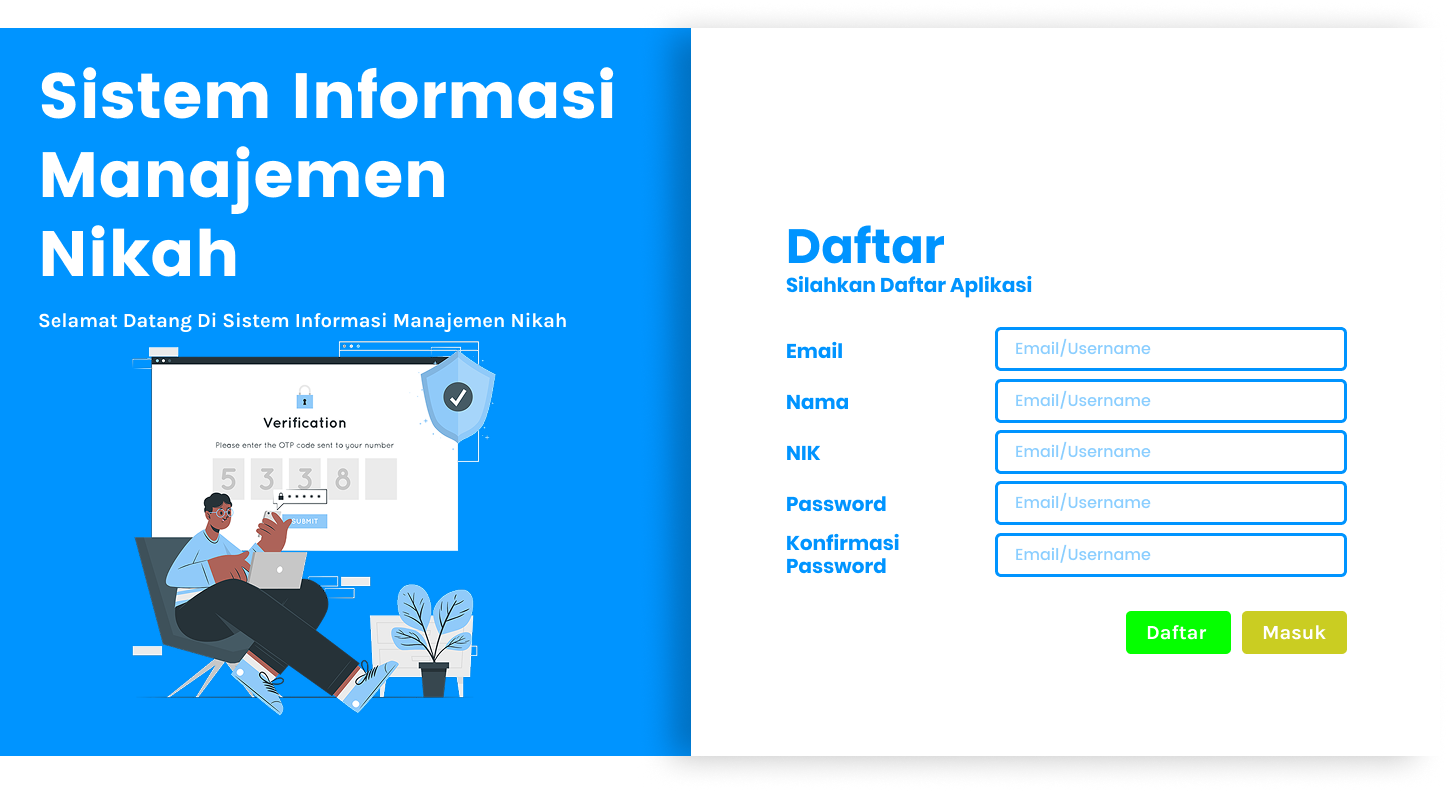 Sistem Informasi
Manajemen
Nikah
Selamat Datang Di Sistem Informasi Manajemen Nikah
Verification
Please enter the OTP code sent to your number
5 3 3 8
SUBMIT
Daftar
Silahkan Daftar Aplikasi
Email
Email/Username
Nama
Email/Username
NIK
Email/Username
Password
Email/Username
Konfirmasi
Password
Email/Username
Daftar
Masuk